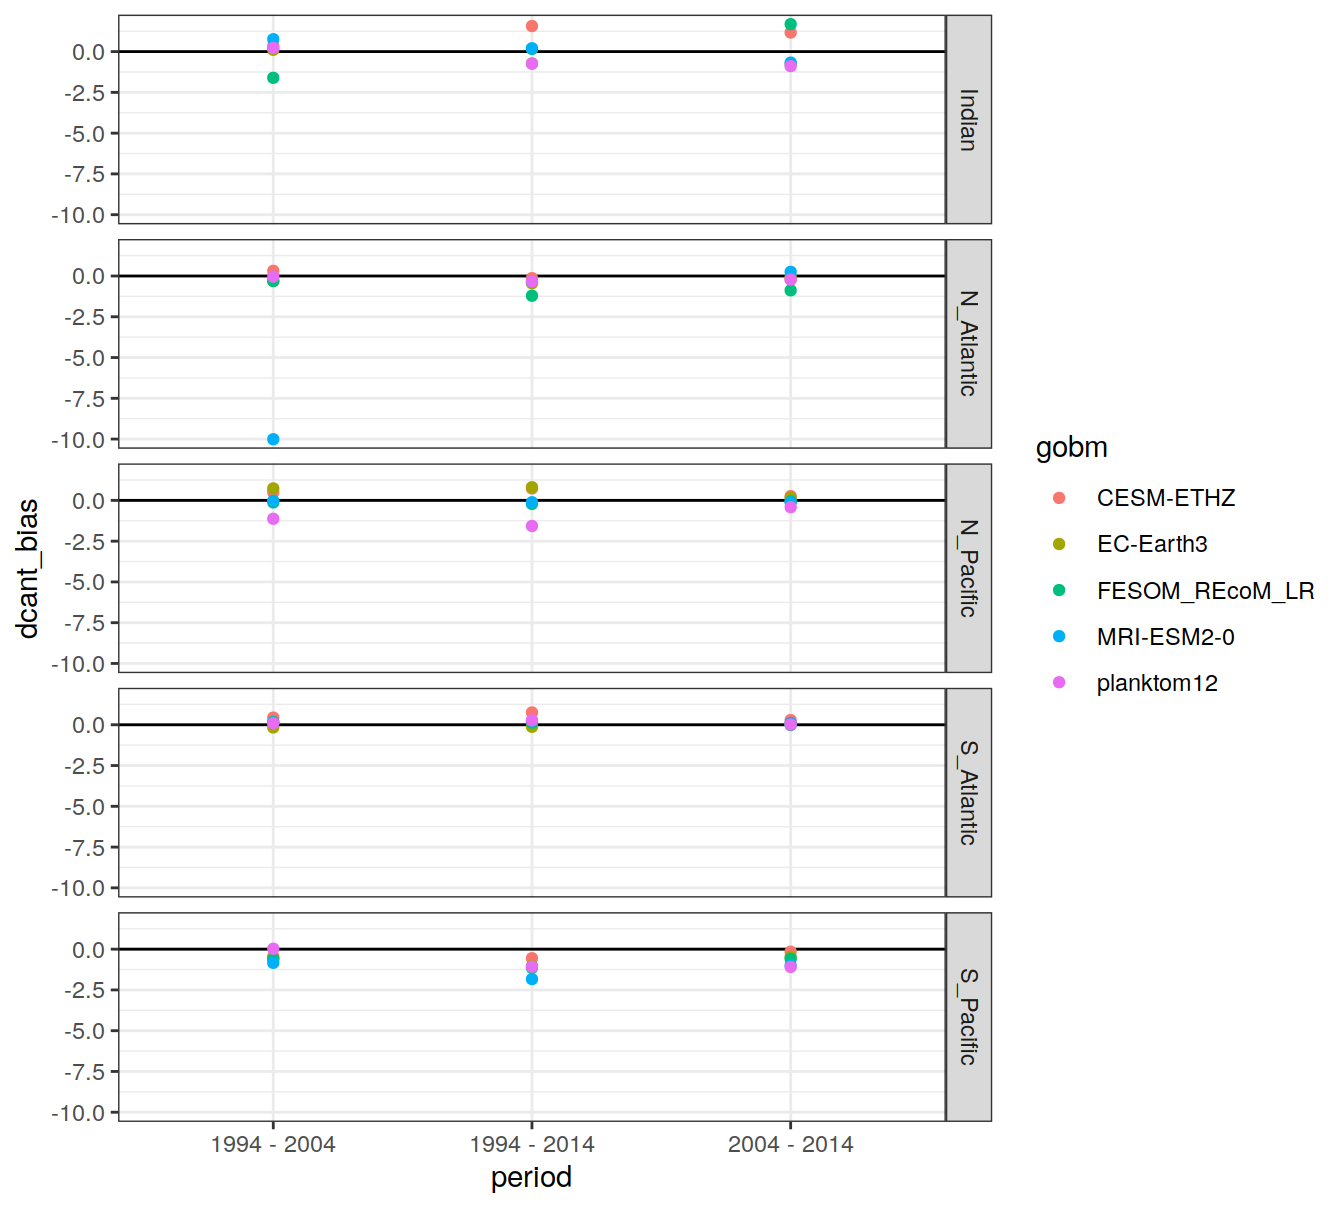 0.0
-2.5
-5.0
-7.5
-10.0
Indian
0.0
-2.5
-5.0
-7.5
-10.0
N_Atlantic
0.0
-2.5
-5.0
-7.5
-10.0
N_Pacific
0.0
-2.5
-5.0
-7.5
-10.0
S_Atlantic
0.0
-2.5
-5.0
-7.5
-10.0
S_Pacific
dcant_bias
1994 - 2004
1994 - 2014
2004 - 2014
period
gobm
CESM-ETHZ
EC-Earth3
FESOM_REcoM_LR
MRI-ESM2-0
planktom12